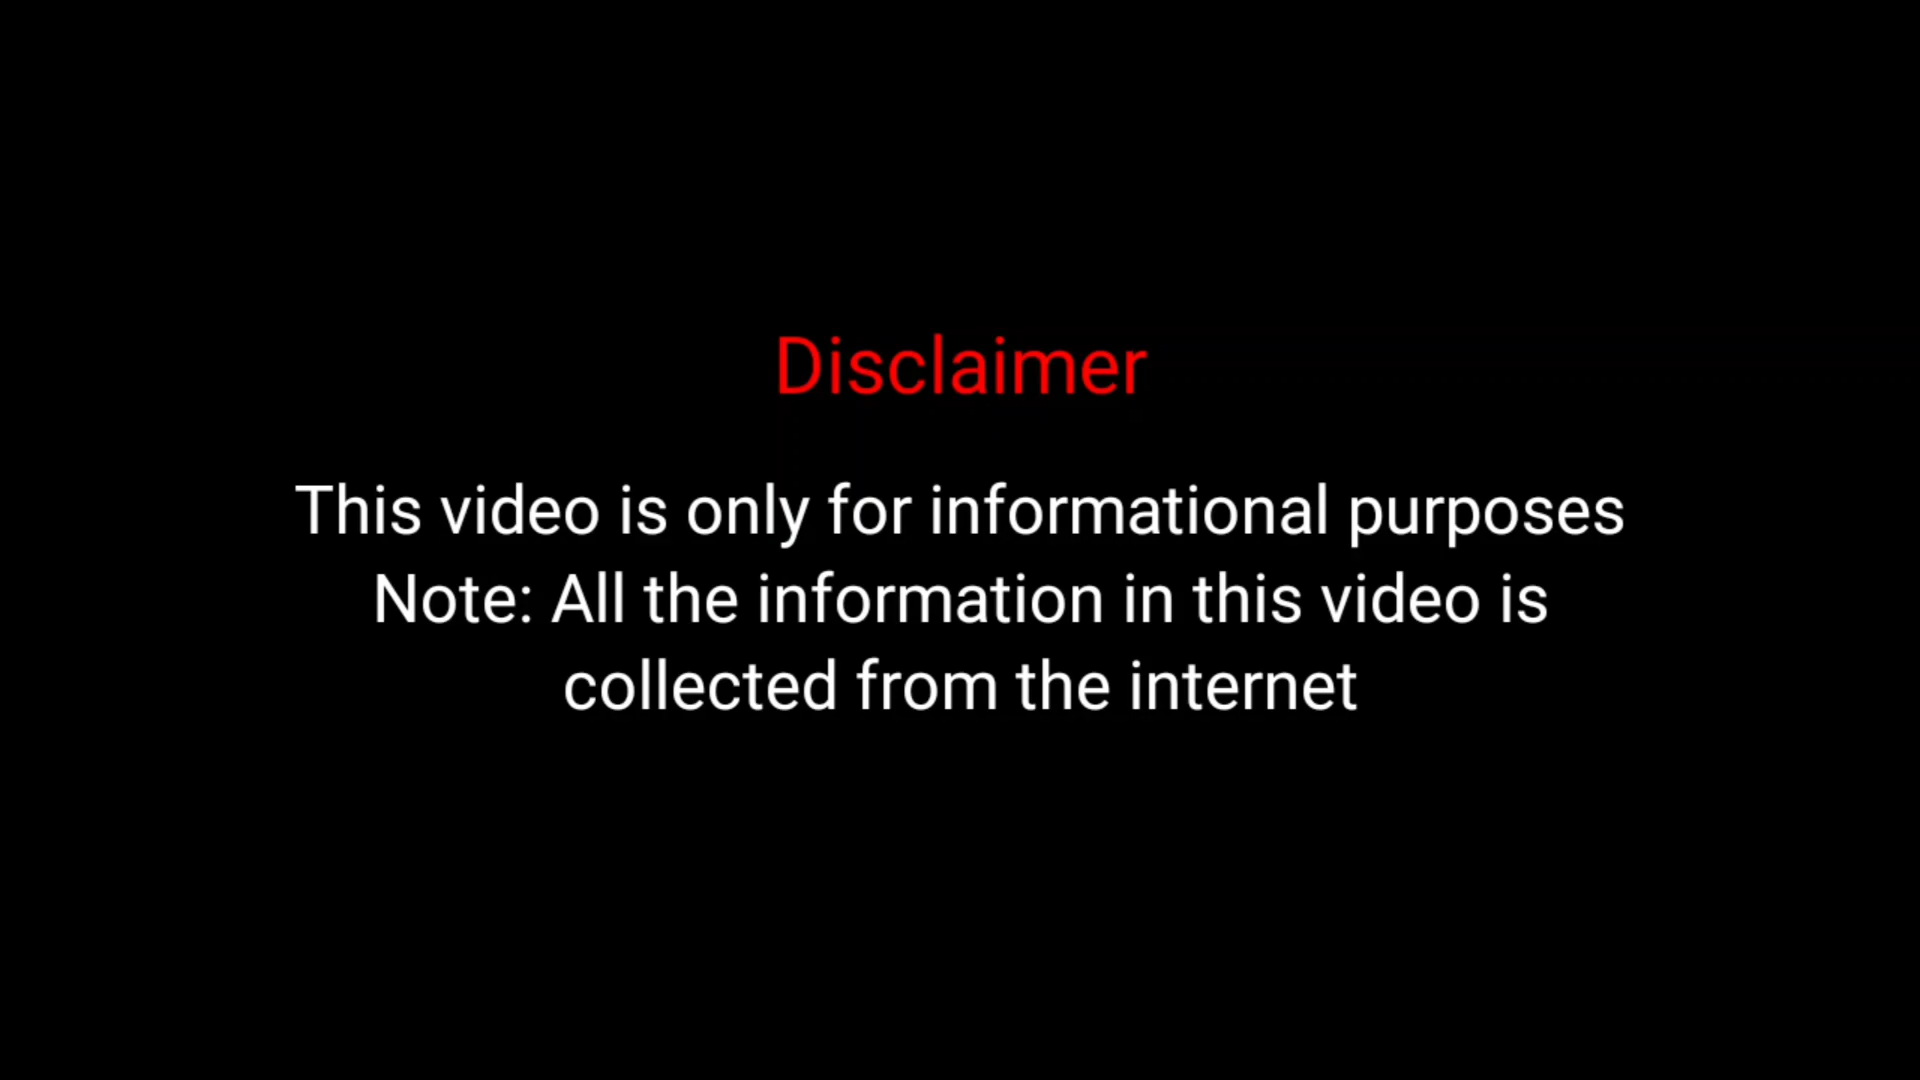 Disclaimer
This video is only for informational purposes
Note: All the information in this video is
collected from the internet